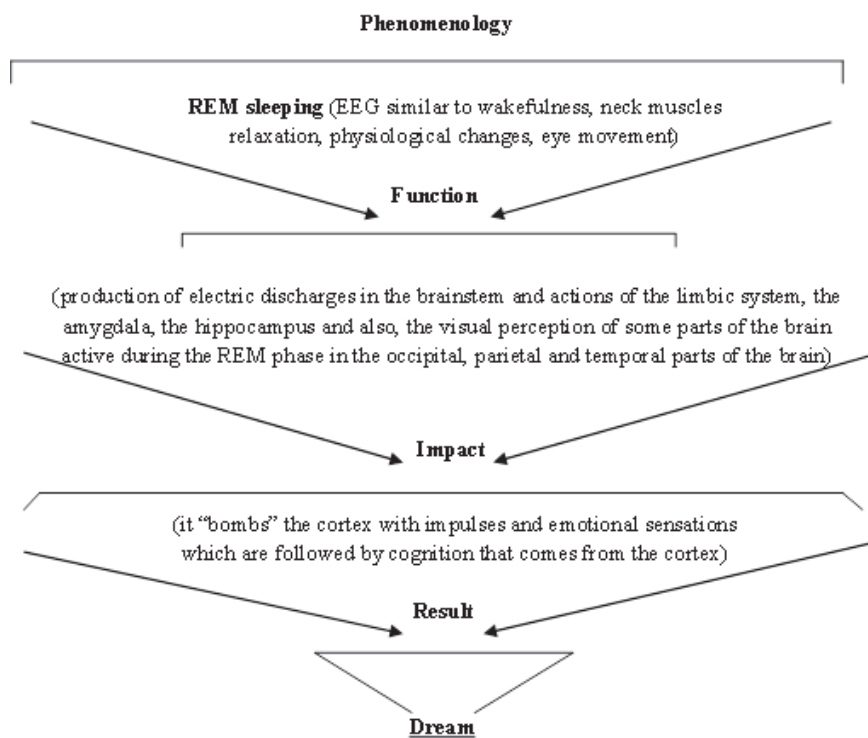 Phenomenology
REM sleeping (EEG similar to wakefulness, neck muscles
relaxation, physiological changes, eye movement)
Function
(production of electric discharges in the brainstem and actions of the limbic system, the
amygdala, the hippocampus and also, the visual perception of some parts of the brain
active during the REM phase in the occipital, parietal and temporal parts of the brain)
Impact
(it “bombs” the cortex with impulses and emotional sensations
which are followed by cognition that comes from the cortex)
Result
Dream